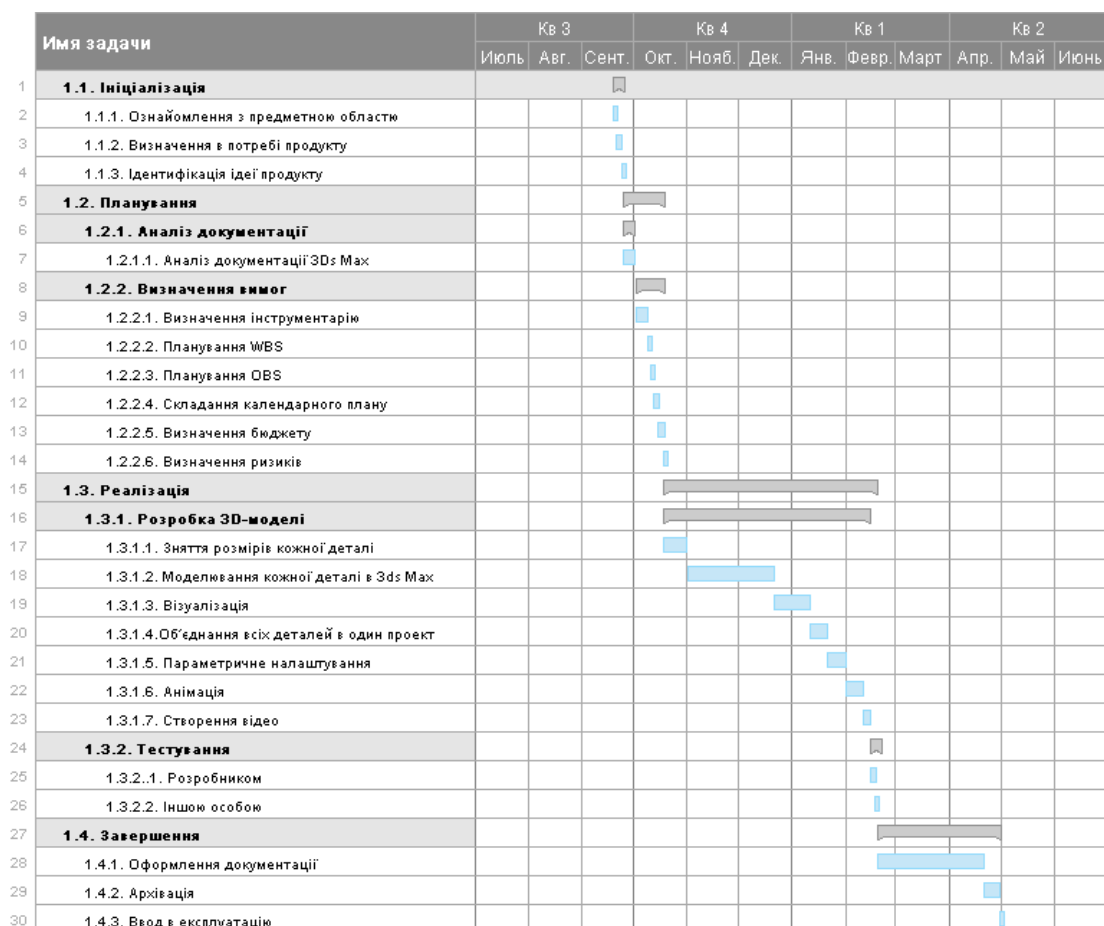 Имя задачи
Кв 3 Кв 4 Кв 1 Кв 2
Июль Авг. Сент. Окт. Нояб. Дек. Янв. Февр. Март Апр. Май Июнь
1 1.1. Ініціалізація
2 1.1.1. Ознайомлення з предметною областю
3 1.1.2. Визначення в потребі продукту
4 1.1.3. Ідентифікація ідеї продукту
5 1.2. Планування
6 1.2.1. Аналіз документації
7 1.2.1.1. Аналіз документації 3Ds Max
8 1.2.2. Визначення вимог
9 1.2.2.1. Визначення інструментарію
10 1.2.2.2. Планування WBS
11 1.2.2.3. Планування OBS
12 1.2.2.4. Складання календарного плану
13 1.2.2.5. Визначення бюджету
14 1.2.2.6. Визначення ризиків
15 1.3. Реалізація
16 1.3.1. Розробка 3D-моделі
17 1.3.1.1. Зняття розмірів кожної деталі
18 1.3.1.2. Моделювання кожної деталі в 3ds Max
19 1.3.1.3. Візуалізація
20 1.3.1.4.Об'єднання всіх деталей в один проект
21 1.3.1.5. Параметричне налаштування
22 1.3.1.6. Анімація
23 1.3.1.7. Створення відео
24 1.3.2. Тестування
25 1.3.2..1. Розробником
26 1.3.2.2. Іншою особою
27 1.4. Завершення
28 1.4.1. Оформлення документації
29 1.4.2. Архівація
30 1.4.3. Ввод в експлуатацію